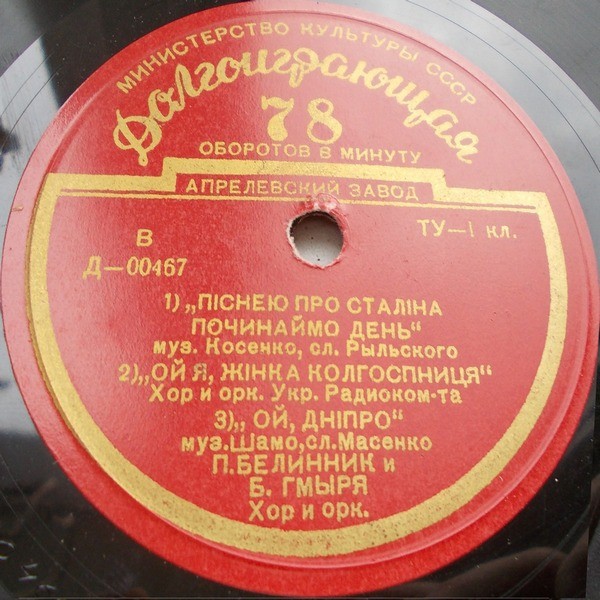 МИНИСТЕРСТВО КУЛЬТУРЫ СССР
Долгоиграющая
78
ОБОРОТОВ В МИНУТУ
АПРЕЛЕВСКИЙ ЗАВОД
В
ТУ—I кл.
Д—00467
1) „ПІСНЕЮ ПРО СТАЛІНА
ПОЧИНАЙМО ДЕНЬ“
муз. Косенко, сл. Рыльского
2) „ОЙ Я, ЖІНКА КОЛГОСПНИЦЯ“
Хор и орк. Укр. Радиоком-та
3) „ ОЙ, ДНІПРО“
муз. Шамо, сл. Масенко
П. БЕЛИННИК и
Б. ГМЫРЯ
Хор и орк.